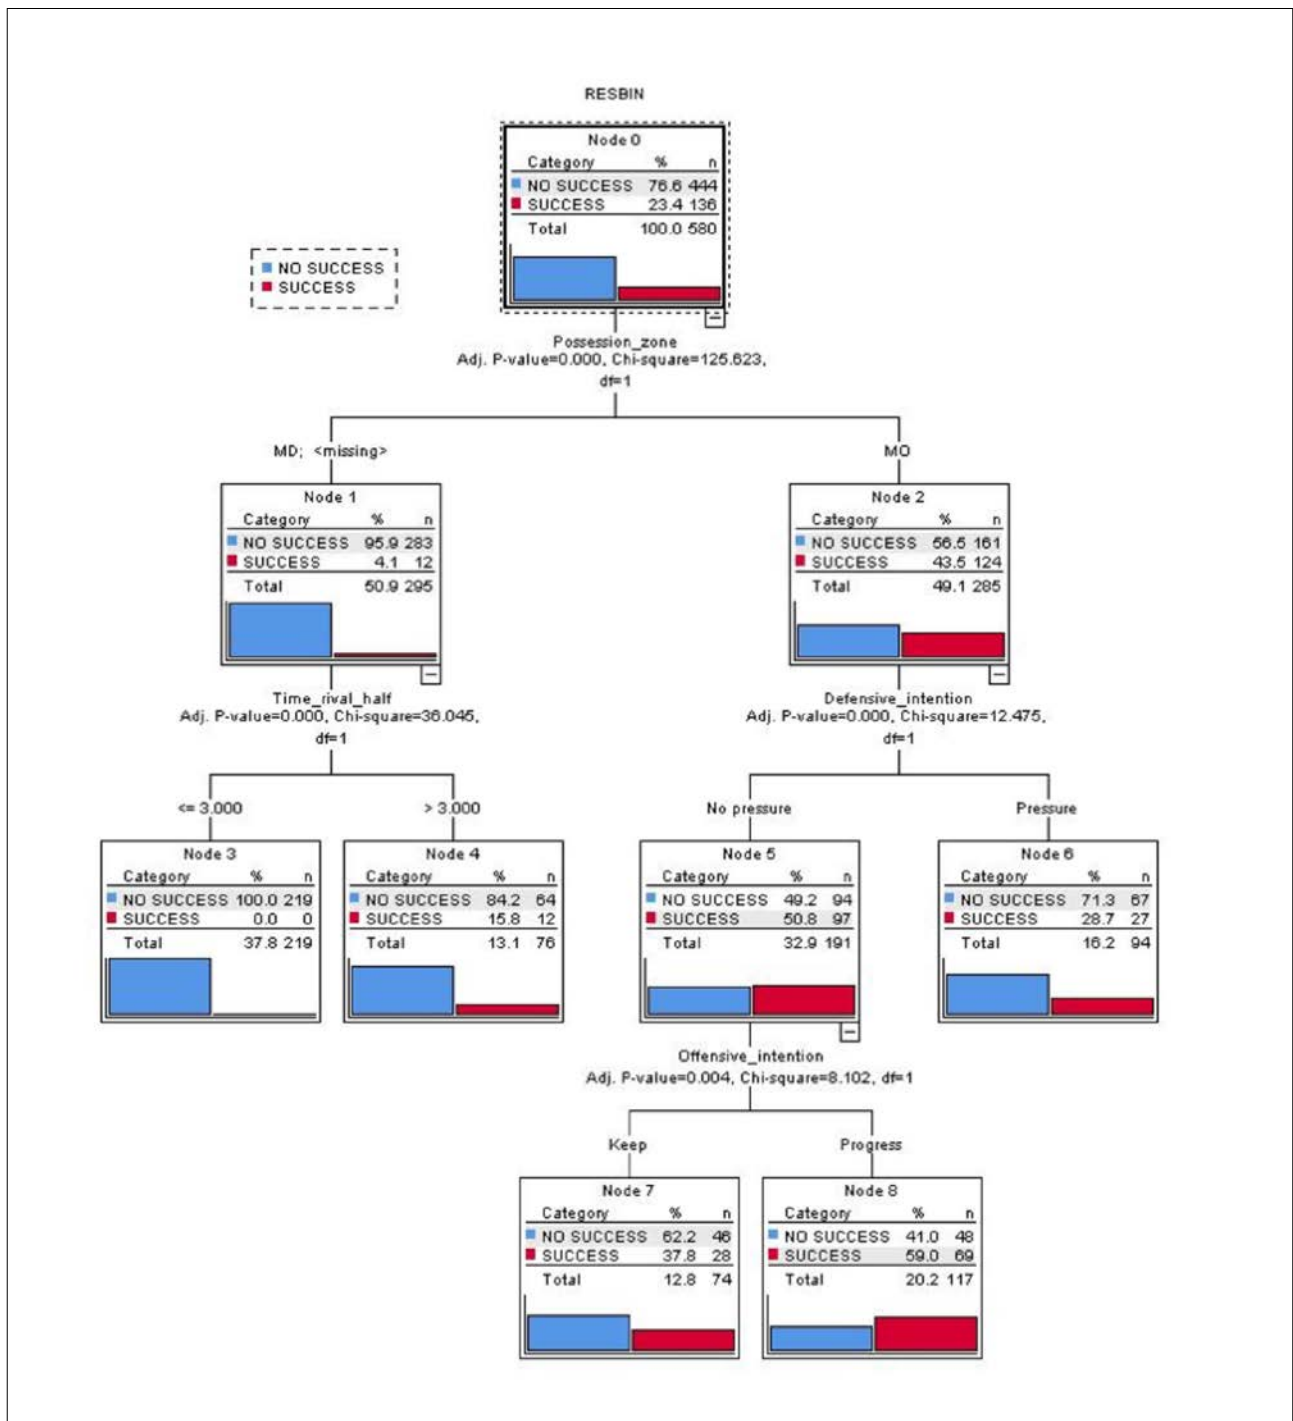 RESBIN
Node 0
Category % n
NO SUCCESS 76.6 444
SUCCESS 23.4 136
Total 100.0 580
NO SUCCESS
SUCCESS
Possession_zone
Adj. P-value=0.000, Chi-square=125.623,
df=1
MD; <missing>
MO
Node 1
Category % n
NO SUCCESS 95.9 283
SUCCESS 4.1 12
Total 50.9 295
Node 2
Category % n
NO SUCCESS 56.5 161
SUCCESS 43.5 124
Total 49.1 285
Time_rival_half
Adj. P-value=0.000, Chi-square=36.045,
df=1
Defensive_intention
Adj. P-value=0.000, Chi-square=12.475,
df=1
<= 3.000
> 3.000
No pressure
Pressure
Node 3
Category % n
NO SUCCESS 100.0 219
SUCCESS 0.0 0
Total 37.8 219
Node 4
Category % n
NO SUCCESS 84.2 64
SUCCESS 15.8 12
Total 13.1 76
Node 5
Category % n
NO SUCCESS 49.2 94
SUCCESS 50.8 97
Total 32.9 191
Node 6
Category % n
NO SUCCESS 71.3 67
SUCCESS 28.7 27
Total 16.2 94
Offensive_intention
Adj. P-value=0.004, Chi-square=8.102, df=1
Keep
Progress
Node 7
Category % n
NO SUCCESS 62.2 46
SUCCESS 37.8 28
Total 12.8 74
Node 8
Category % n
NO SUCCESS 41.0 48
SUCCESS 59.0 69
Total 20.2 117